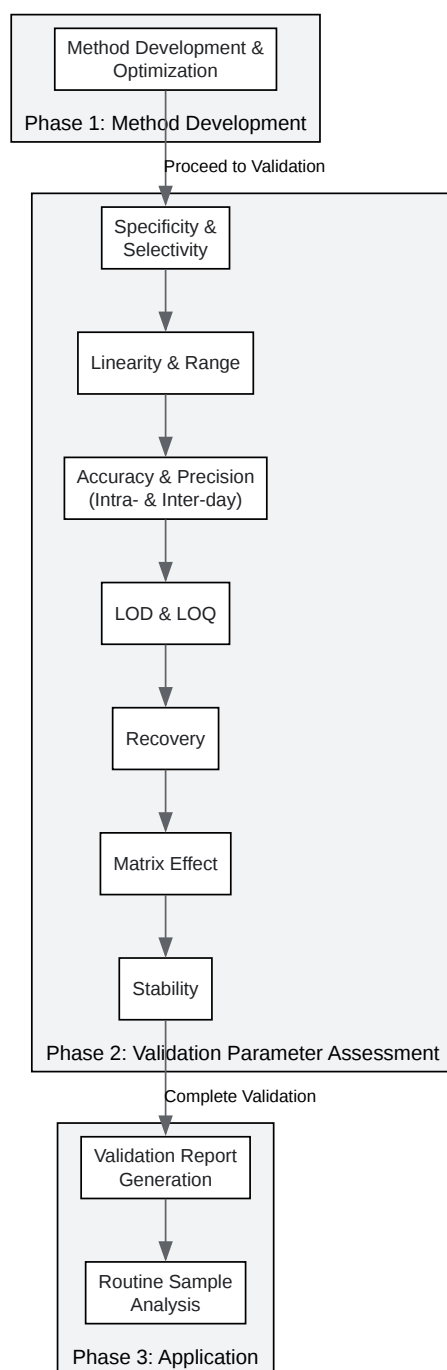 Method Development &
Optimization
Phase 1: Method Development
Proceed to Validation
Specificity &
Selectivity
Linearity & Range
Accuracy & Precision
(Intra- & Inter-day)
LOD & LOQ
Recovery
Matrix Effect
Stability
Phase 2: Validation Parameter Assessment
Complete Validation
Validation Report
Generation
Routine Sample
Analysis
Phase 3: Application